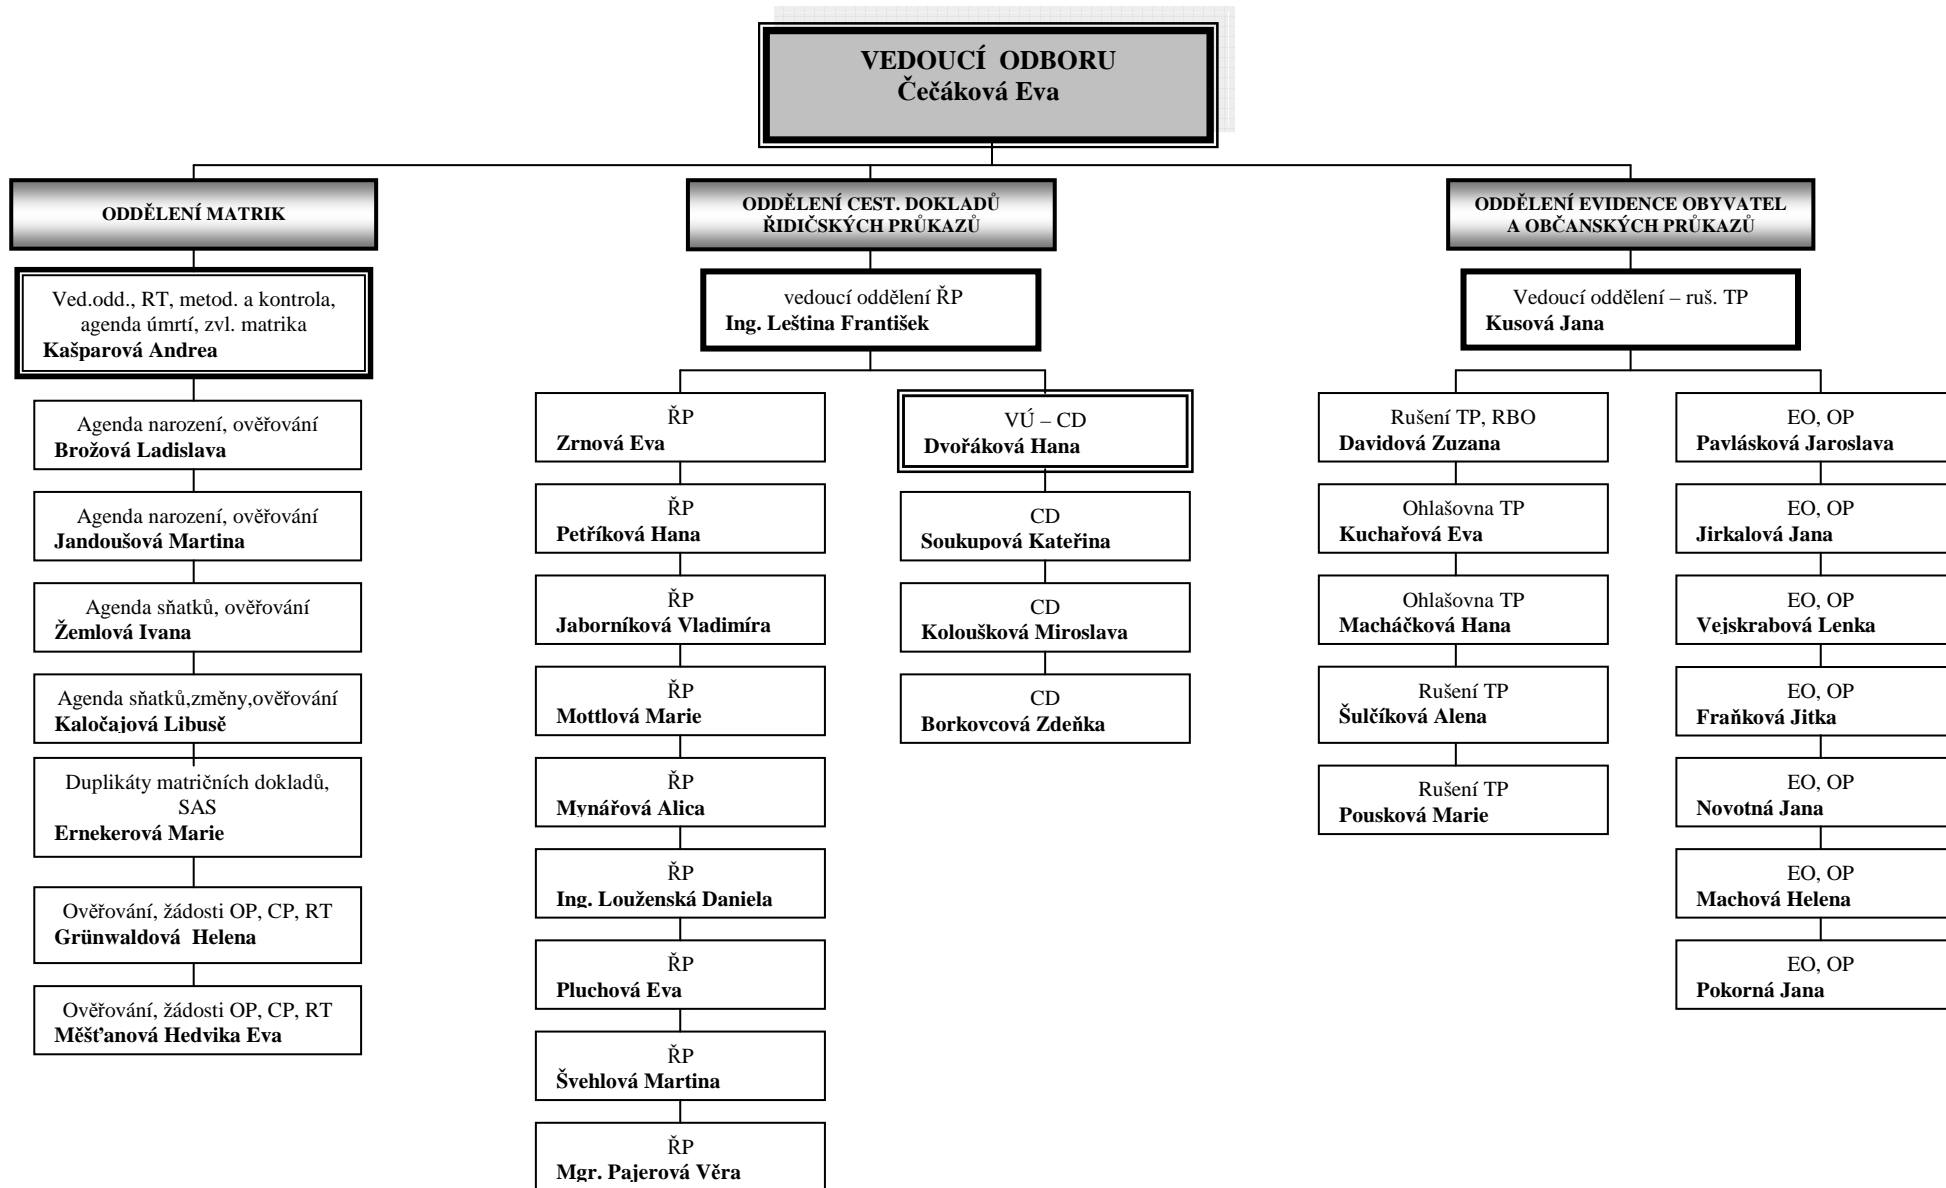 VEDOUCÍ ODBORU
Čečáková Eva
ODDĚLENÍ MATRIK
Ved.odd., RT, metod. a kontrola,
agenda úmrtí, zvl. matrika
Kašparová Andrea
Agenda narození, ověřování
Brožová Ladislava
Agenda narození, ověřování
Jandoušová Martina
Agenda sňatků, ověřování
Žemlová Ivana
Agenda sňatků,změny,ověřování
Kaločajová Libusě
Duplikáty matričních dokladů,
SAS
Ernekerová Marie
Ověřování, žádosti OP, CP, RT
Grünwaldová Helena
Ověřování, žádosti OP, CP, RT
Měšťanová Hedvika Eva
ODDĚLENÍ CEST. DOKLADŮ
ŘIDIČSKÝCH PRŮKAZŮ
vedoucí oddělení ŘP
Ing. Leština František
ŘP
Zrnová Eva
ŘP
Petříková Hana
ŘP
Jaborníková Vladimíra
ŘP
Mottlová Marie
ŘP
Mynářová Alica
ŘP
Ing. Louženská Daniela
ŘP
Pluchová Eva
ŘP
Švehlová Martina
ŘP
Mgr. Pajerová Věra
VÚ – CD
Dvořáková Hana
CD
Soukupová Kateřina
CD
Koloušková Miroslava
CD
Borkovcová Zdeňka
ODDĚLENÍ EVIDENCE OBYVATEL
A OBČANSKÝCH PRŮKAZŮ
Vedoucí oddělení – ruš. TP
Kusová Jana
Rušení TP, RBO
Davidová Zuzana
Ohlašovna TP
Kuchařová Eva
Ohlašovna TP
Macháčková Hana
Rušení TP
Šulčíková Alena
Rušení TP
Pousková Marie
EO, OP
Pavlásková Jaroslava
EO, OP
Jirkalová Jana
EO, OP
Vejskrabová Lenka
EO, OP
Fraňková Jitka
EO, OP
Novotná Jana
EO, OP
Machová Helena
EO, OP
Pokorná Jana